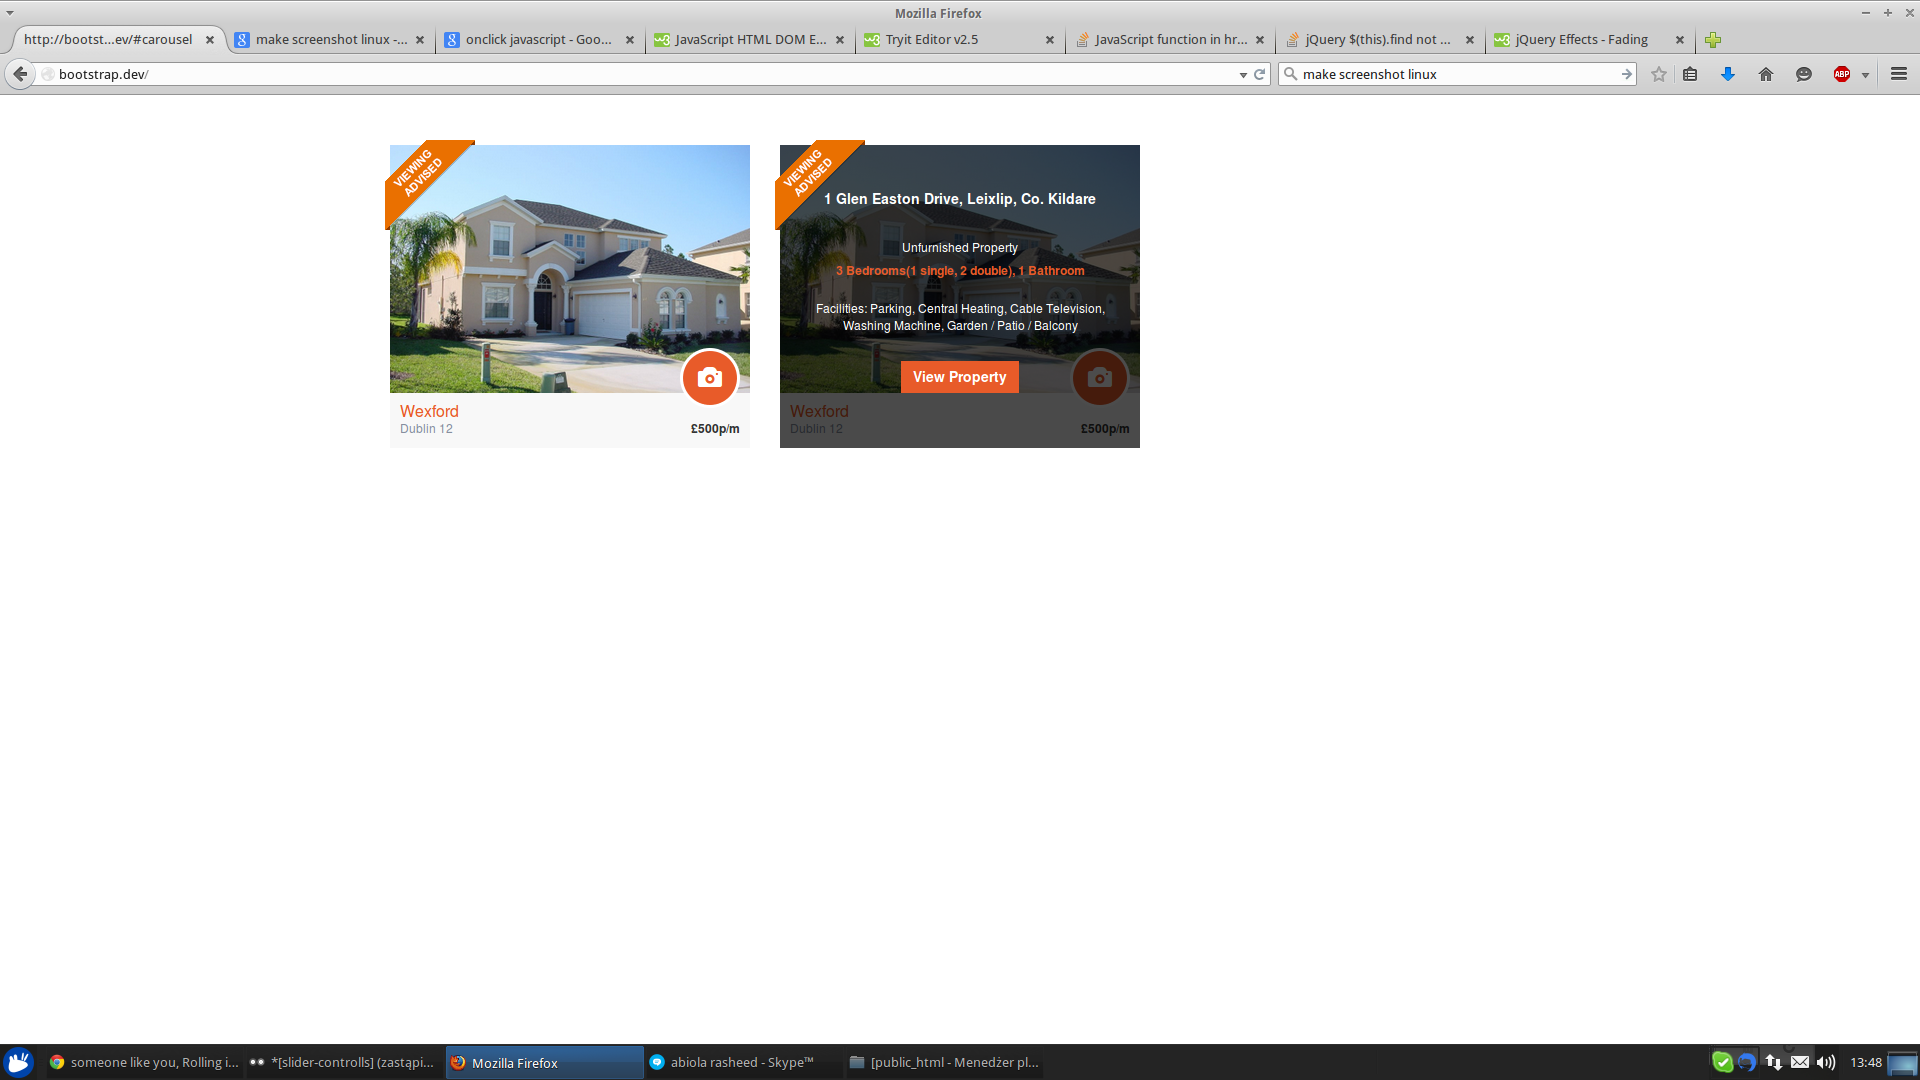 Mozilla Firefox
http://bootst...ev/#carousel
make screenshot linux -...
onclick javascript - Goo...
JavaScript HTML DOM E...
Tryit Editor v2.5
JavaScript function in hr...
jQuery $(this).find not ...
jQuery Effects - Fading
bootstrap.dev/
make screenshot linux
ABP
VIEWING
ADVISED
Wexford
Dublin 12
£500p/m
VIEWING
ADVISED
1 Glen Easton Drive, Leixlip, Co. Kildare
Unfurnished Property
3 Bedrooms(1 single, 2 double), 1 Bathroom
Facilities: Parking, Central Heating, Cable Television,
Washing Machine, Garden / Patio / Balcony
View Property
Wexford
Dublin 12
£500p/m
someone like you, Rolling i...
*[slider-controlls] (zastąpi...
Mozilla Firefox
abiola rasheed - Skype™
[public_html - Menedżer pl...
13:48